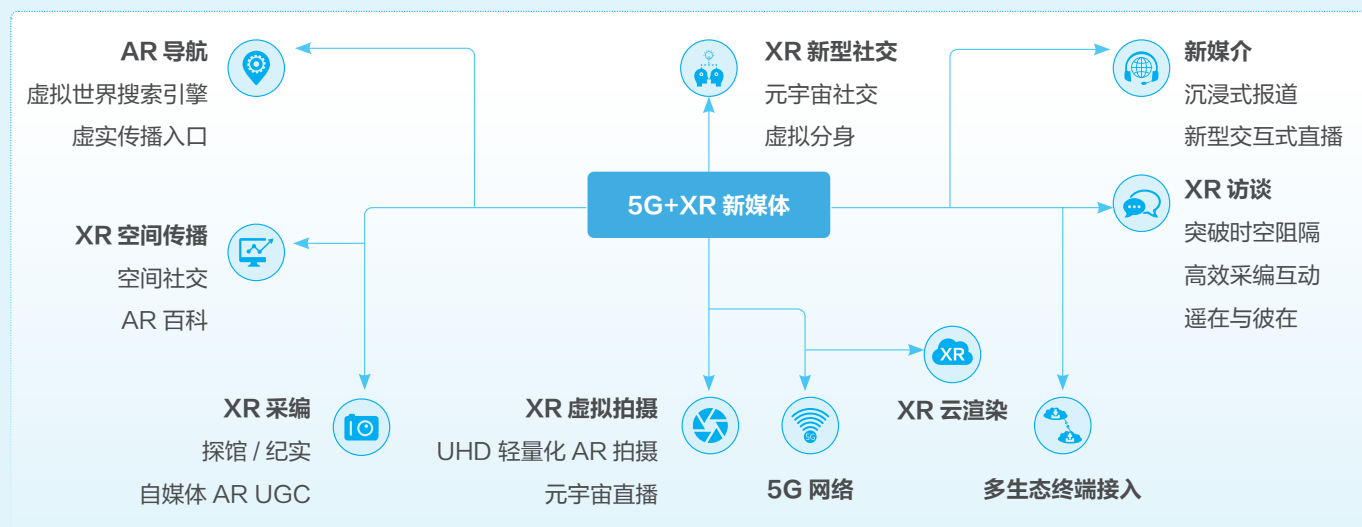 AR 导航
虚拟世界搜索引擎
虚实传播入口
XR 新型社交
元宇宙社交
虚拟分身
新媒介
沉浸式报道
新型交互式直播
5G+XR 新媒体
XR 访谈
突破时空阻隔
高效采编互动
遥在与彼在
XR 空间传播
空间社交
AR 百科
XR
XR 采编
探馆 / 纪实
自媒体 AR UGC
XR 虚拟拍摄
UHD 轻量化 AR 拍摄
元宇宙直播
5G
5G 网络
XR 云渲染
多生态终端接入